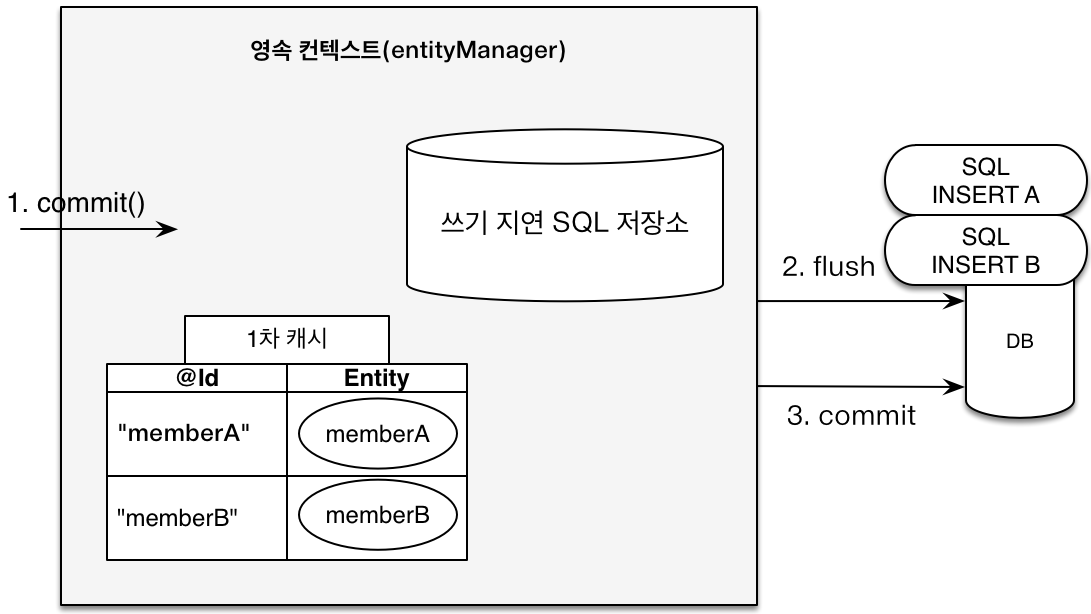 영속 컨텍스트(entityManager)
1. commit()
쓰기 지연 SQL 저장소
SQL
INSERT A
SQL
INSERT B
2. flush
DB
3. commit
1차 캐시
@Id Entity
"memberA" memberA
"memberB" memberB